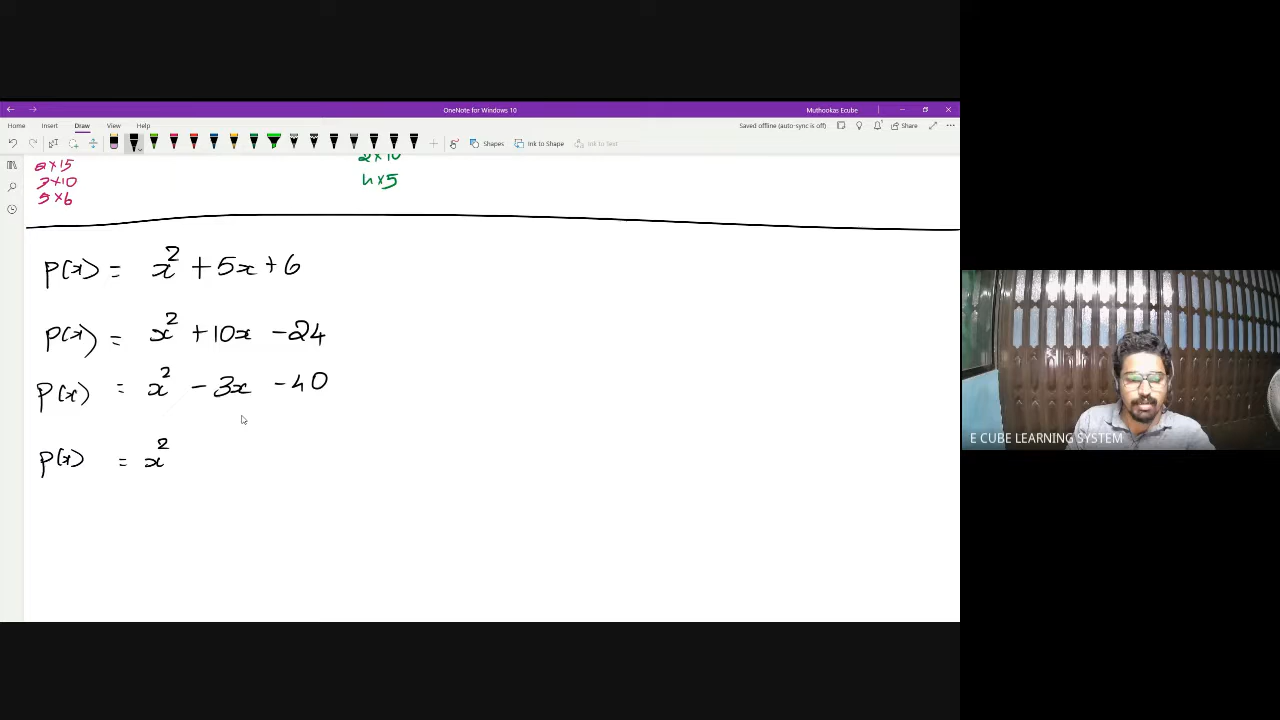 OneNote for Windows 10
Muthookas Ecube
Home Insert Draw View Help
Saved offline (auto-sync is off)
Share
Shapes
Ink to Shape
Ink to Text
2×15
3×10
5×6
2×10
4×5
p(x) = x² + 5x + 6
p(x) = x² + 10x - 24
p(x) = x² - 3x - 40
p(x) = x²
E CUBE LEARNING SYSTEM